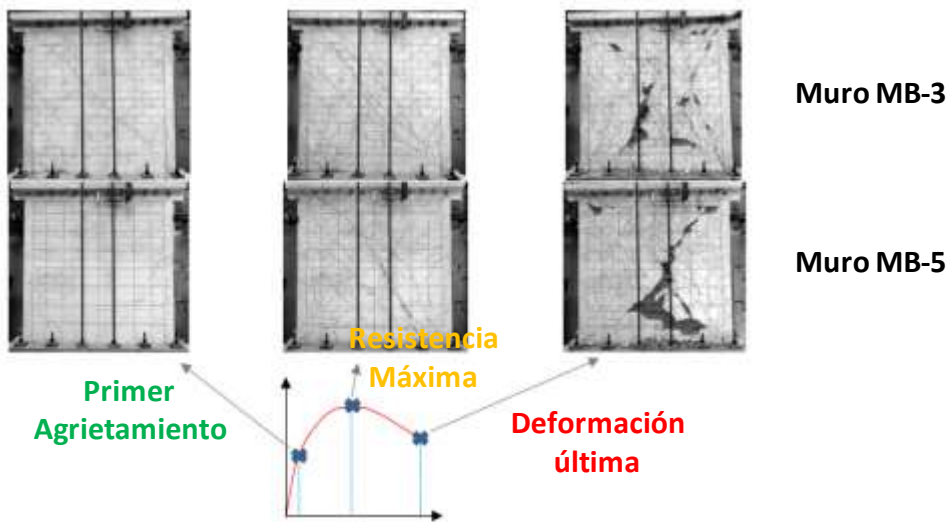 Muro MB-3
Muro MB-5
Resistencia
Máxima
Primer
Agrietamiento
Deformación
última